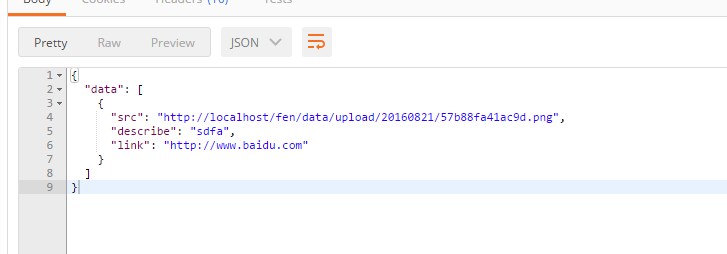 Body Cookies Headers (10) Tests
Pretty Raw Preview JSON
1 {
2 "data": [
3 {
4 "src": "http://localhost/fen/data/upload/20160821/57b88fa41ac9d.png",
5 "describe": "sdfa",
6 "link": "http://www.baidu.com"
7 }
8 ]
9 }